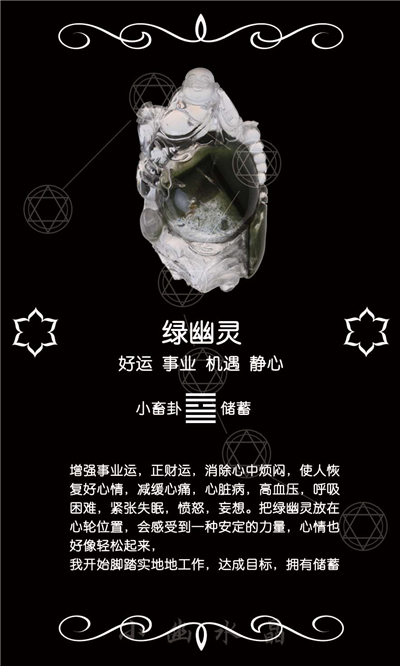 绿幽灵
好运 事业 机遇 静心
小畜卦 储蓄
增强事业运，正财运，消除心中烦闷，使人恢
复好心情，减缓心痛，心脏病，高血压，呼吸
困难，紧张失眠，愤怒，妄想。把绿幽灵放在
心轮位置，会感受到一种安定的力量，心情也
好像轻松起来，
我开始脚踏实地地工作，达成目标，拥有储蓄
小幽水晶